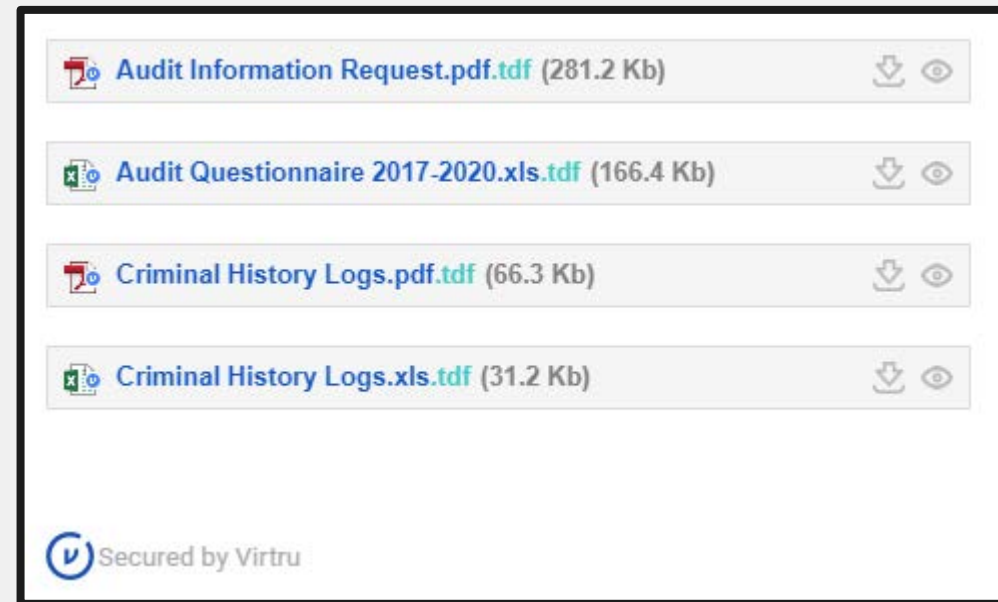 Audit Information Request.pdf.tdf (281.2 Kb)
Audit Questionnaire 2017-2020.xls.tdf (166.4 Kb)
Criminal History Logs.pdf.tdf (66.3 Kb)
Criminal History Logs.xls.tdf (31.2 Kb)
Secured by Virtru